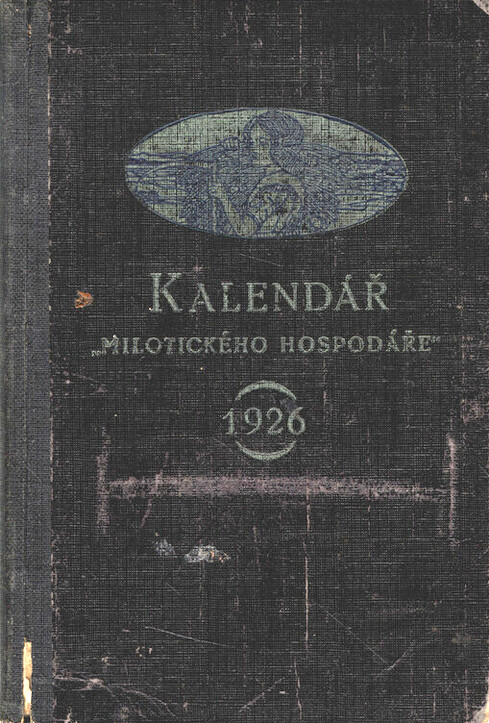 KALENDÁŘ
„MILOTICKÉHO HOSPODÁŘE“
1926